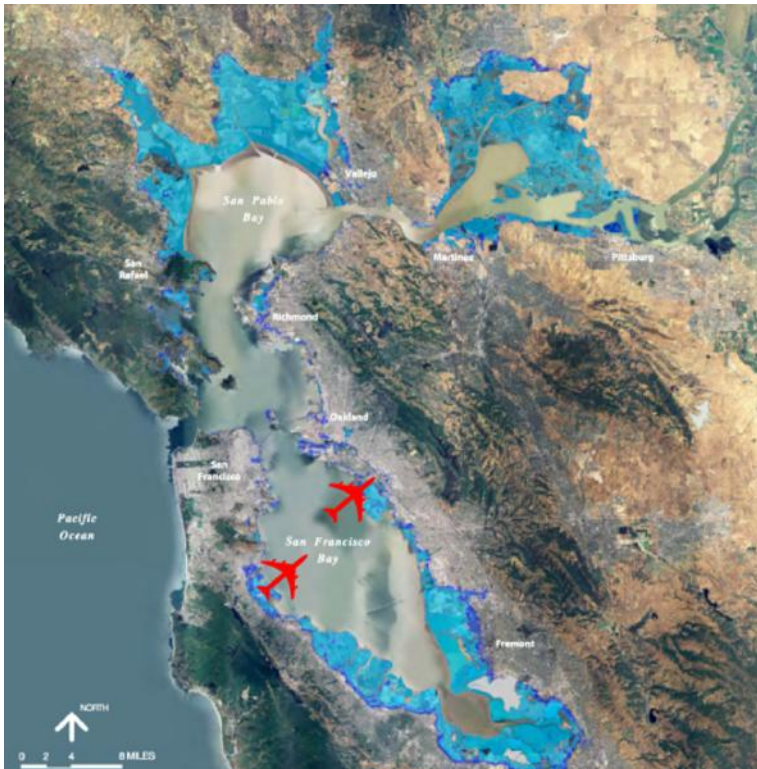 Vallejo
San Pablo
Bay
San
Rafael
Martinez
Pittsburg
Richmond
Oakland
San
Francisco
Pacific
Ocean
San Francisco
Bay
Fremont
NORTH
0 2 4 8 MILES